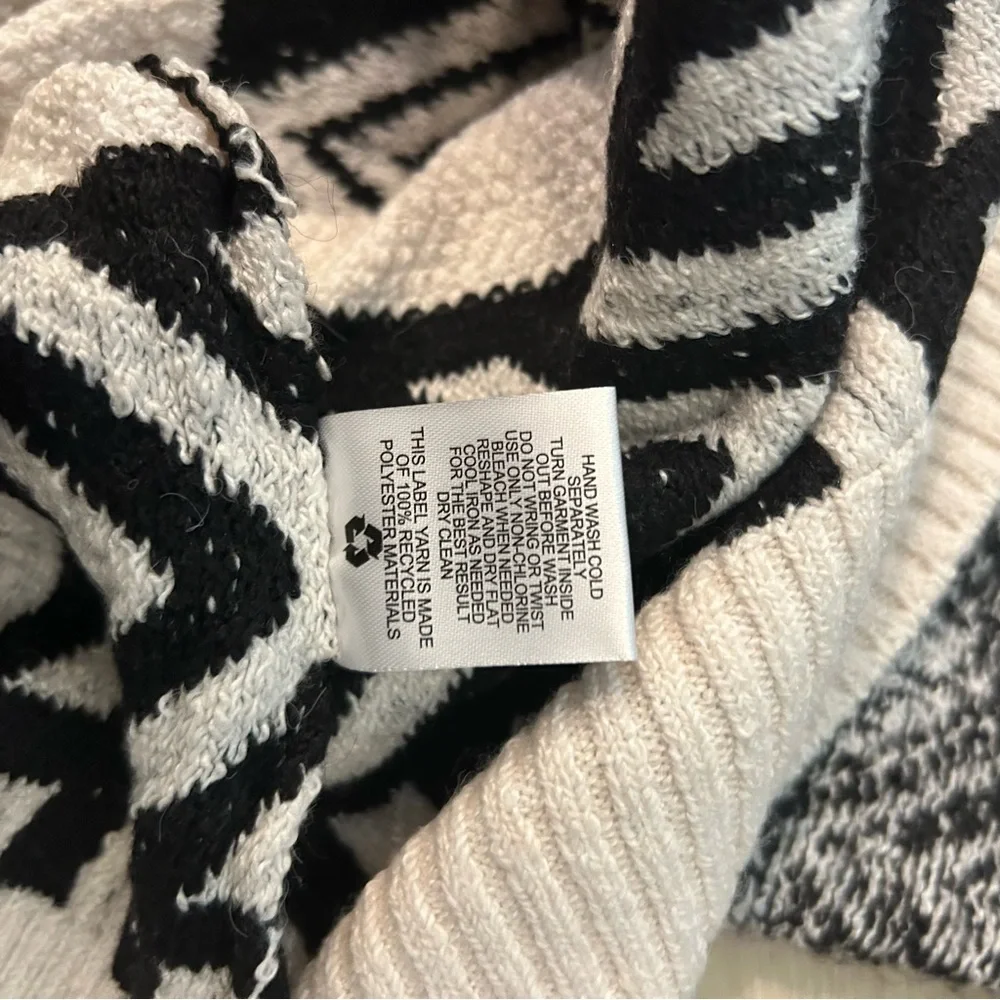 HAND WASH COLD
SEPARATELY
TURN GARMENT INSIDE
OUT BEFORE WASH
DO NOT WRING OR TWIST
USE ONLY NON-CHLORINE
BLEACH WHEN NEEDED
RESHAPE AND DRY FLAT
COOL IRON AS NEEDED
FOR THE BEST RESULT
DRY CLEAN
THIS LABEL YARN IS MADE
OF 100% RECYCLED
POLYESTER MATERIALS